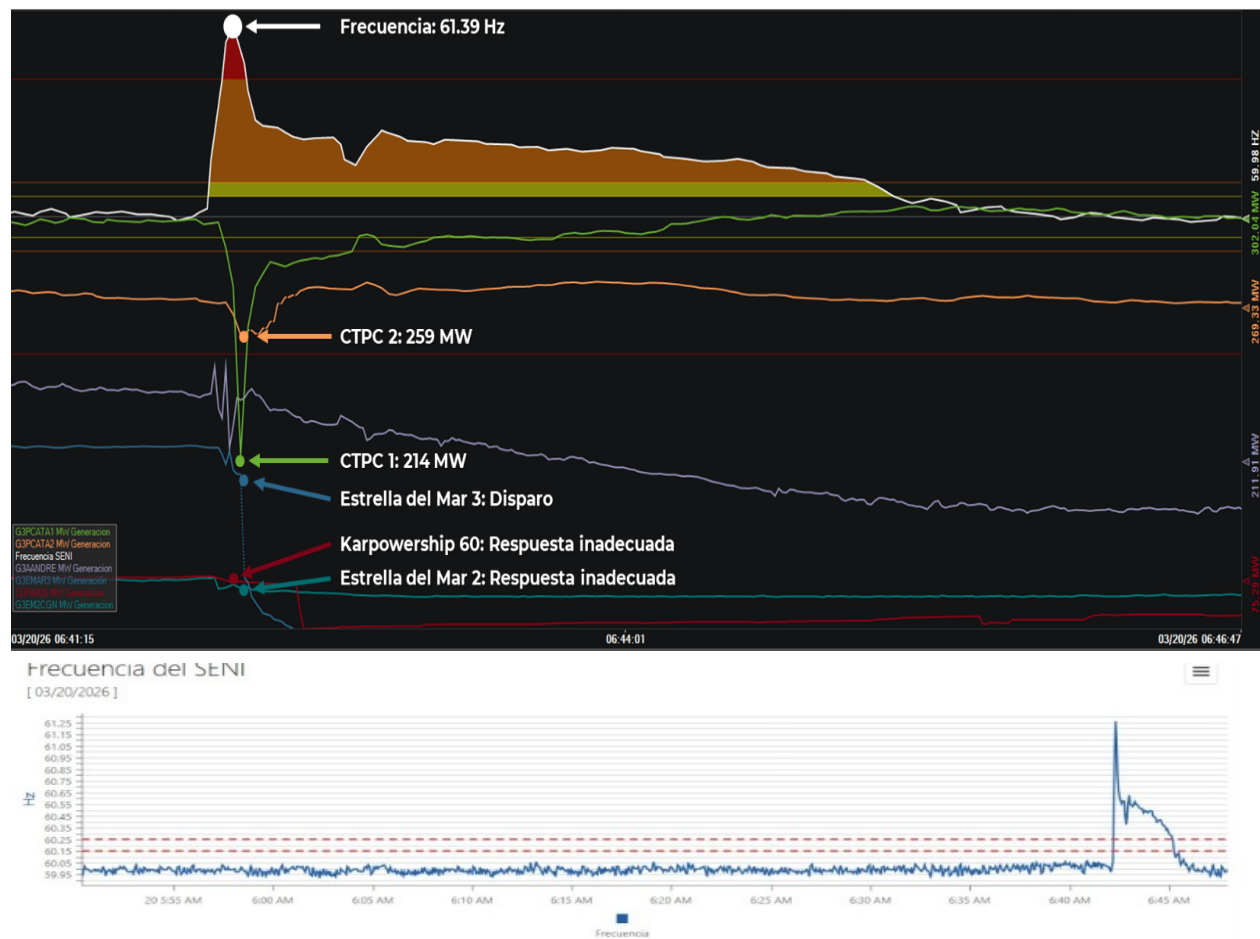 Frecuencia: 61.39 Hz
59.98 HZ
302.04 MW
269.33 MW
CTPC 2: 259 MW
211.91 MW
CTPC 1: 214 MW
Estrella del Mar 3: Disparo
Karpowership 60: Respuesta inadecuada
Estrella del Mar 2: Respuesta inadecuada
75.29 MW
G3PCATA1 MW Generacion
G3PCATA2 MW Generacion
Frecuencia SENI
G3AANDRE MW Generacion
G3EMAR3 MW Generación
MW Generacion
G3EM2CGN MW Generacion
03/20/26 06:41:15
06:44:01
03/20/26 06:46:47
Frecuencia del SENI
[ 03/20/2026 ]
61.25
61.15
61.05
60.95
60.85
60.75
60.65
60.55
60.45
60.35
60.25
60.15
60.05
59.95
Hz
20 5:55 AM
6:00 AM
6:05 AM
6:10 AM
6:15 AM
6:20 AM
6:25 AM
6:30 AM
6:35 AM
6:40 AM
6:45 AM
Frecuencia